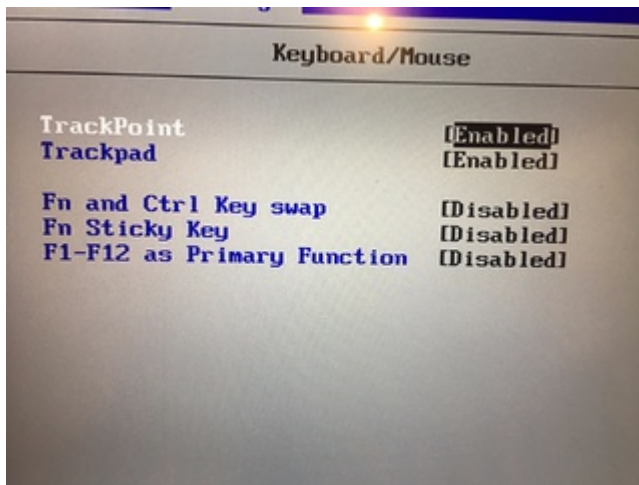 Keyboard/Mouse
TrackPoint [Enabled]
Trackpad [Enabled]
Fn and Ctrl Key swap [Disabled]
Fn Sticky Key [Disabled]
F1-F12 as Primary Function [Disabled]